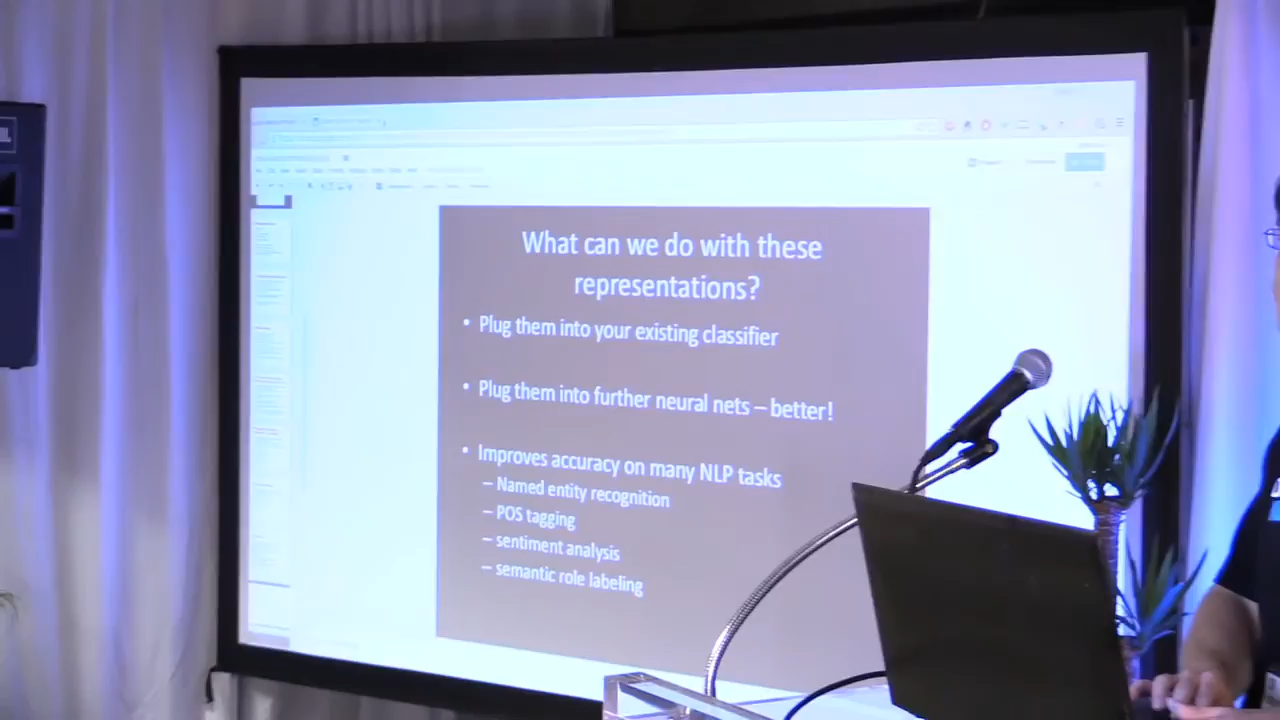 What can we do with these
representations?
• Plug them into your existing classifier
• Plug them into further neural nets – better!
• Improves accuracy on many NLP tasks
– Named entity recognition
– POS tagging
– sentiment analysis
– semantic role labeling